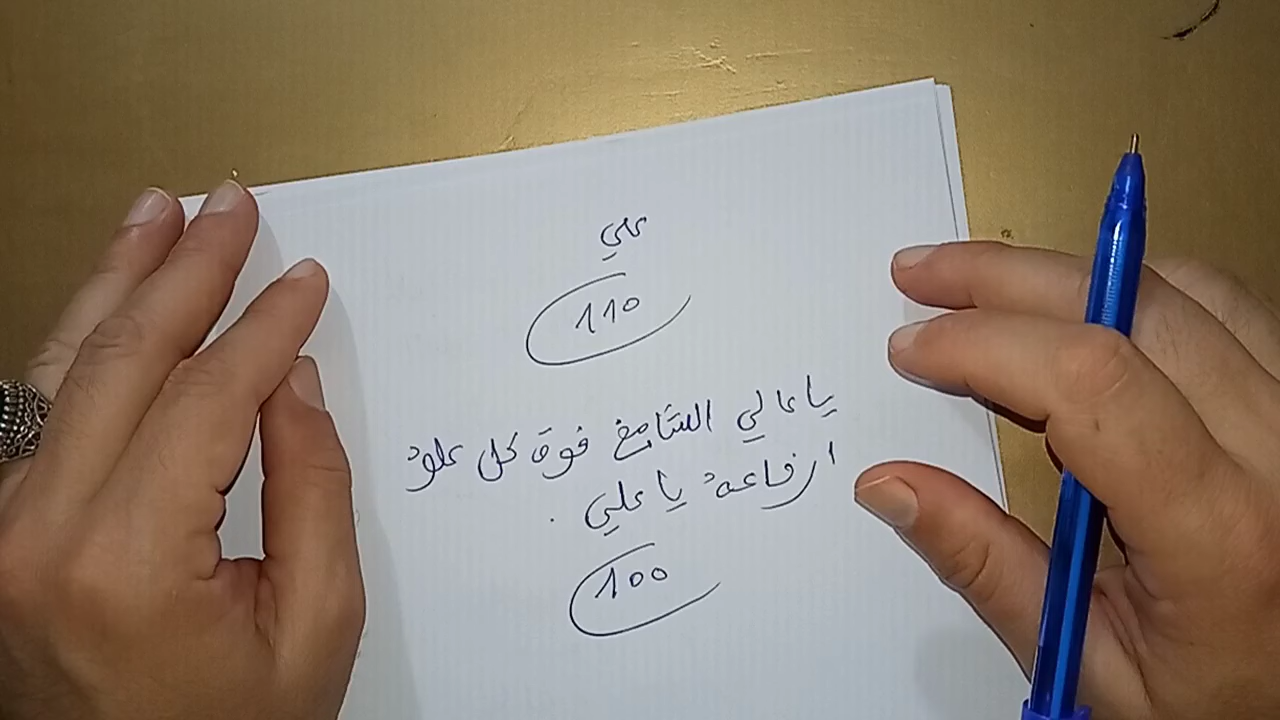 علي
110
يا عالي الشامخ فوق كل علو
ارفاعه يا علي .
100